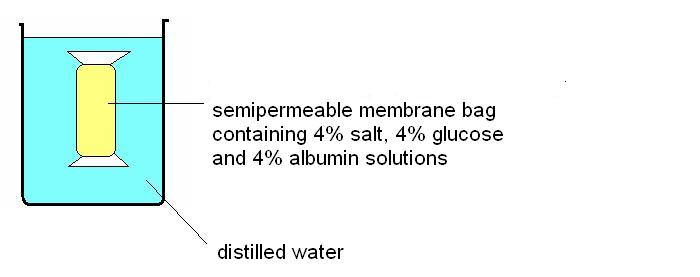 semipermeable membrane bag
containing 4% salt, 4% glucose
and 4% albumin solutions
distilled water